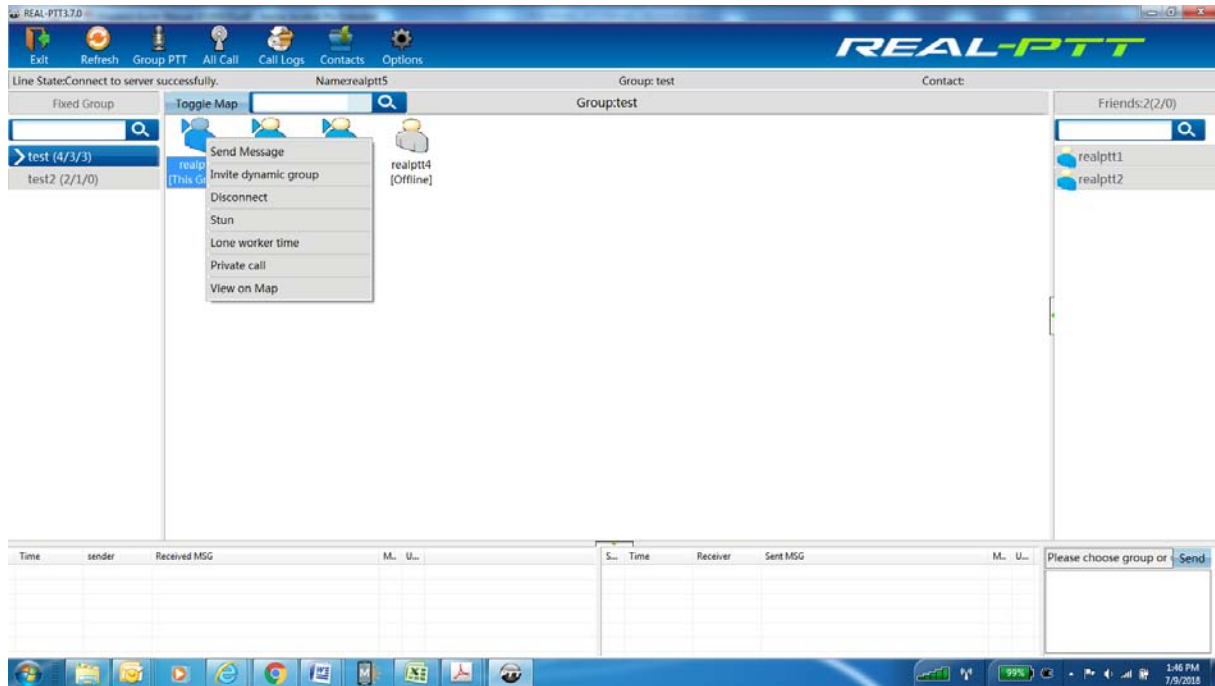 REAL-PTT3.7.0
Exit Refresh Group PTT All Call Call Logs Contacts Options
REAL-PTT
Line State:Connect to server successfully. Name:realptt5 Group: test Contact:
Fixed Group Toggle Map Group:test Friends:2(2/0)
test (4/3/3)
test2 (2/1/0)
realp
[This Gr
realptt4
[Offline]
Send Message
Invite dynamic group
Disconnect
Stun
Lone worker time
Private call
View on Map
realptt1
realptt2
Time sender Received MSG M... U...
S... Time Receiver Sent MSG M... U...
Please choose group or Send
99%
1:46 PM
7/9/2018